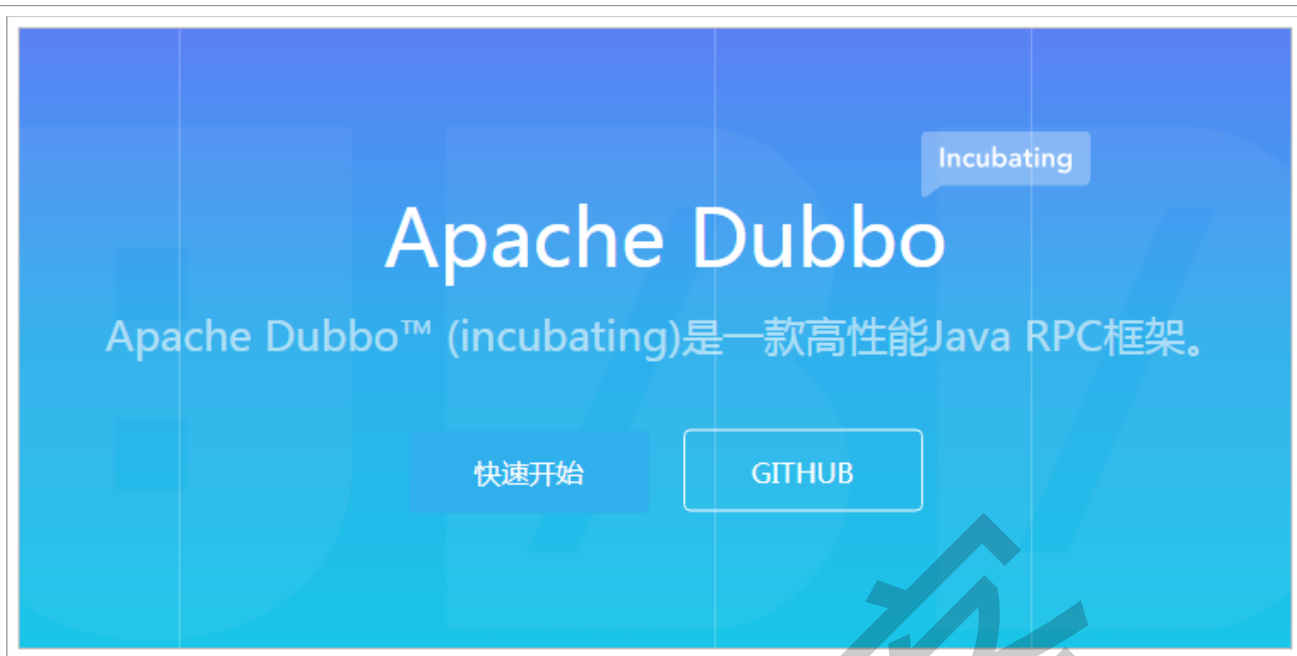 Incubating
Apache Dubbo
Apache Dubbo™ (incubating)是一款高性能Java RPC框架。
快速开始
GITHUB